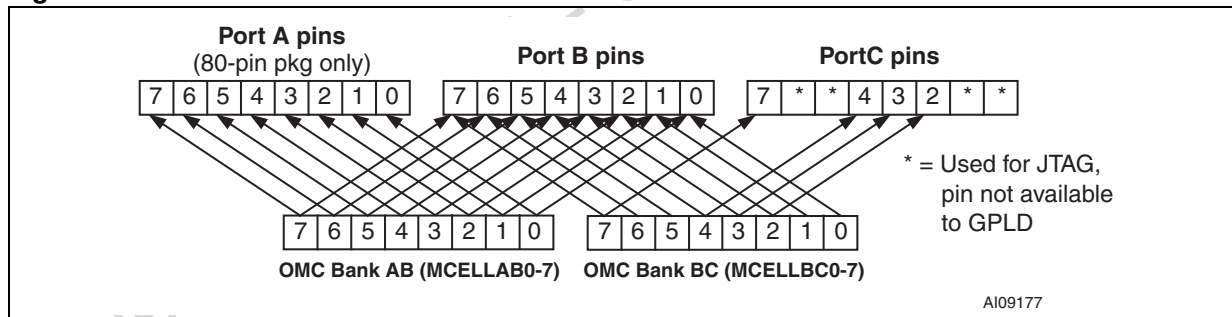 Port A pins
(80-pin pkg only)
Port B pins
PortC pins
7 6 5 4 3 2 1 0
7 6 5 4 3 2 1 0
7 * * 4 3 2 * *
* = Used for JTAG,
pin not available
to GPLD
7 6 5 4 3 2 1 0
7 6 5 4 3 2 1 0
OMC Bank AB (MCELLAB0-7)
OMC Bank BC (MCELLBC0-7)
AI09177